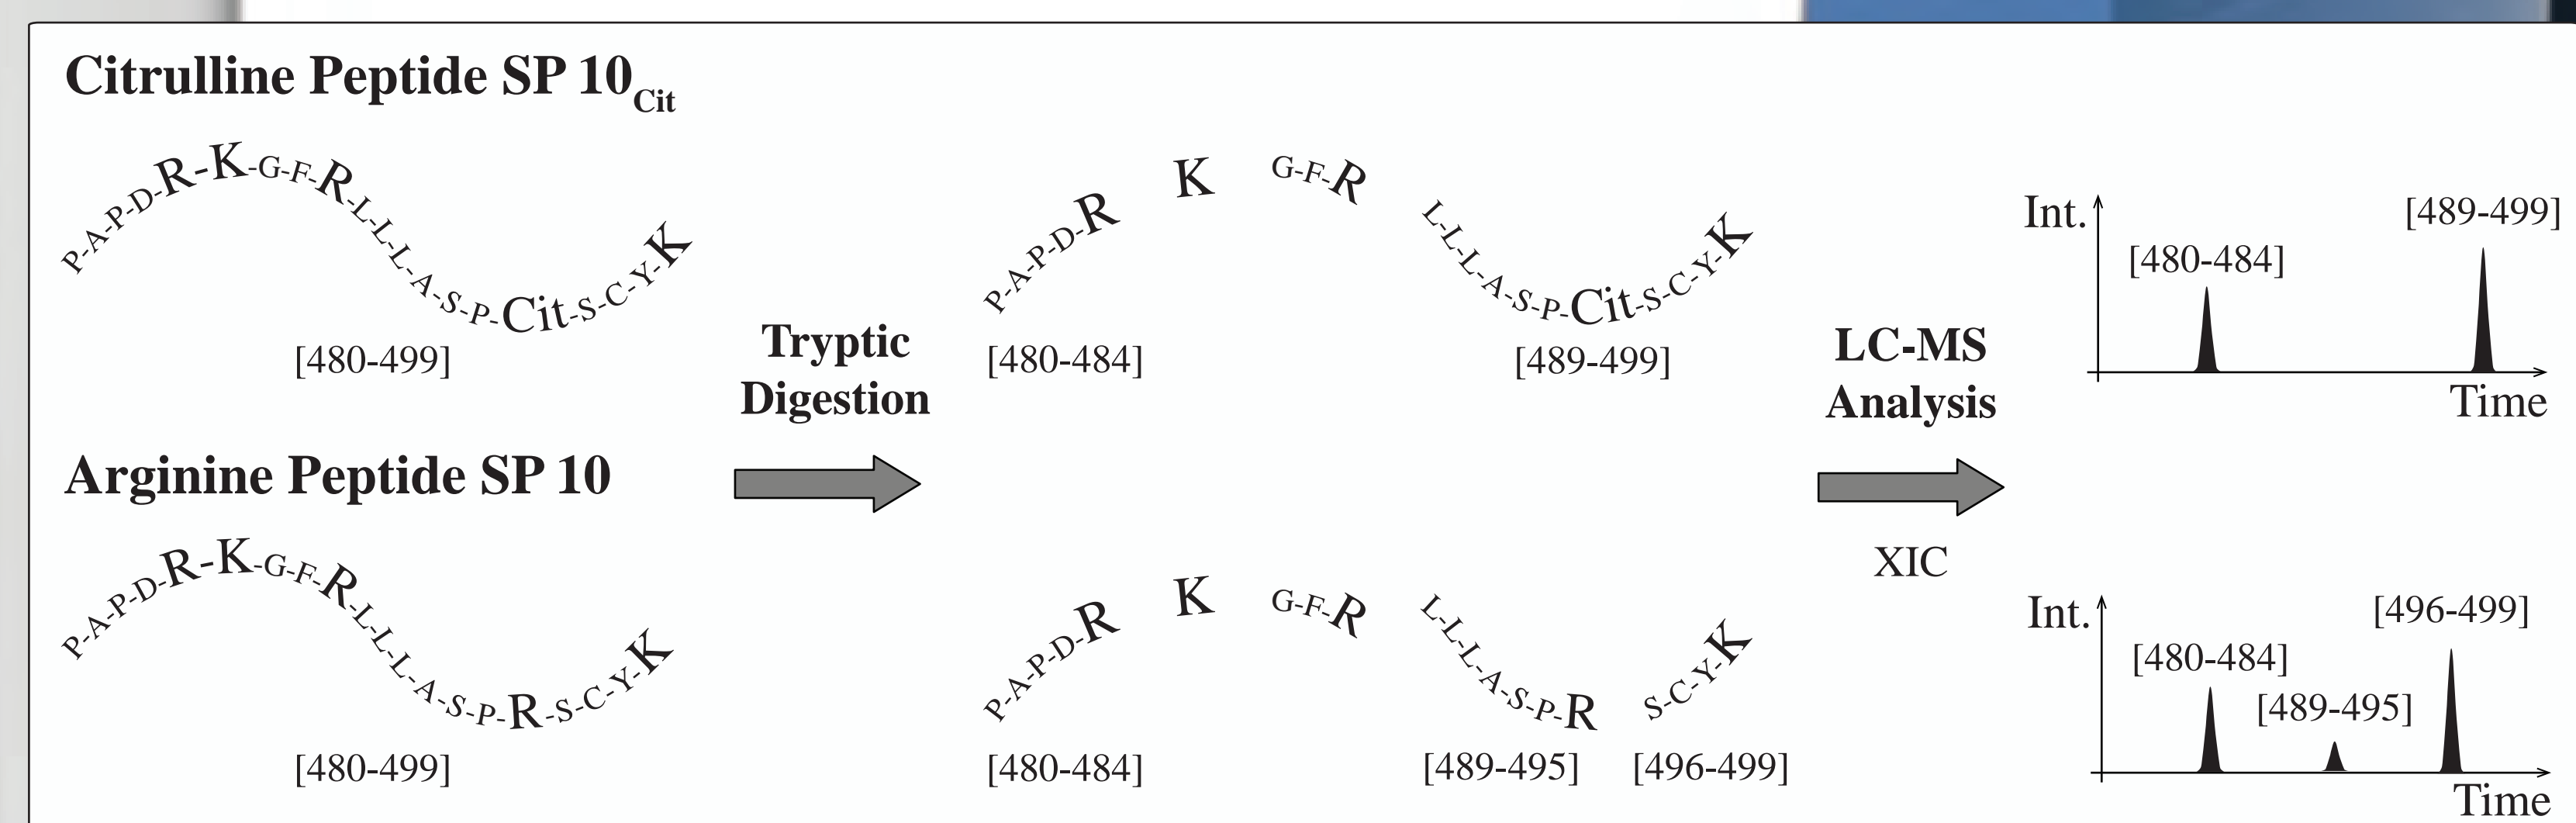 Citrulline Peptide SP 10Cit
P-A-P-D-R-K-G-F-R-L-L-L-A-S-P-Cit-S-C-Y-K
[480-499]
Tryptic
Digestion
P-A-P-D-R
K
G-F-R
L-L-L-A-S-P-Cit-S-C-Y-K
[480-484]
[489-499]
LC-MS
Analysis
XIC
Int.
[480-484]
[489-499]
Time
Arginine Peptide SP 10
P-A-P-D-R-K-G-F-R-L-L-L-A-S-P-R-S-C-Y-K
[480-499]
P-A-P-D-R
K
G-F-R
L-L-L-A-S-P-R
S-C-Y-K
[480-484]
[489-495]
[496-499]
Int.
[480-484]
[489-495]
[496-499]
Time